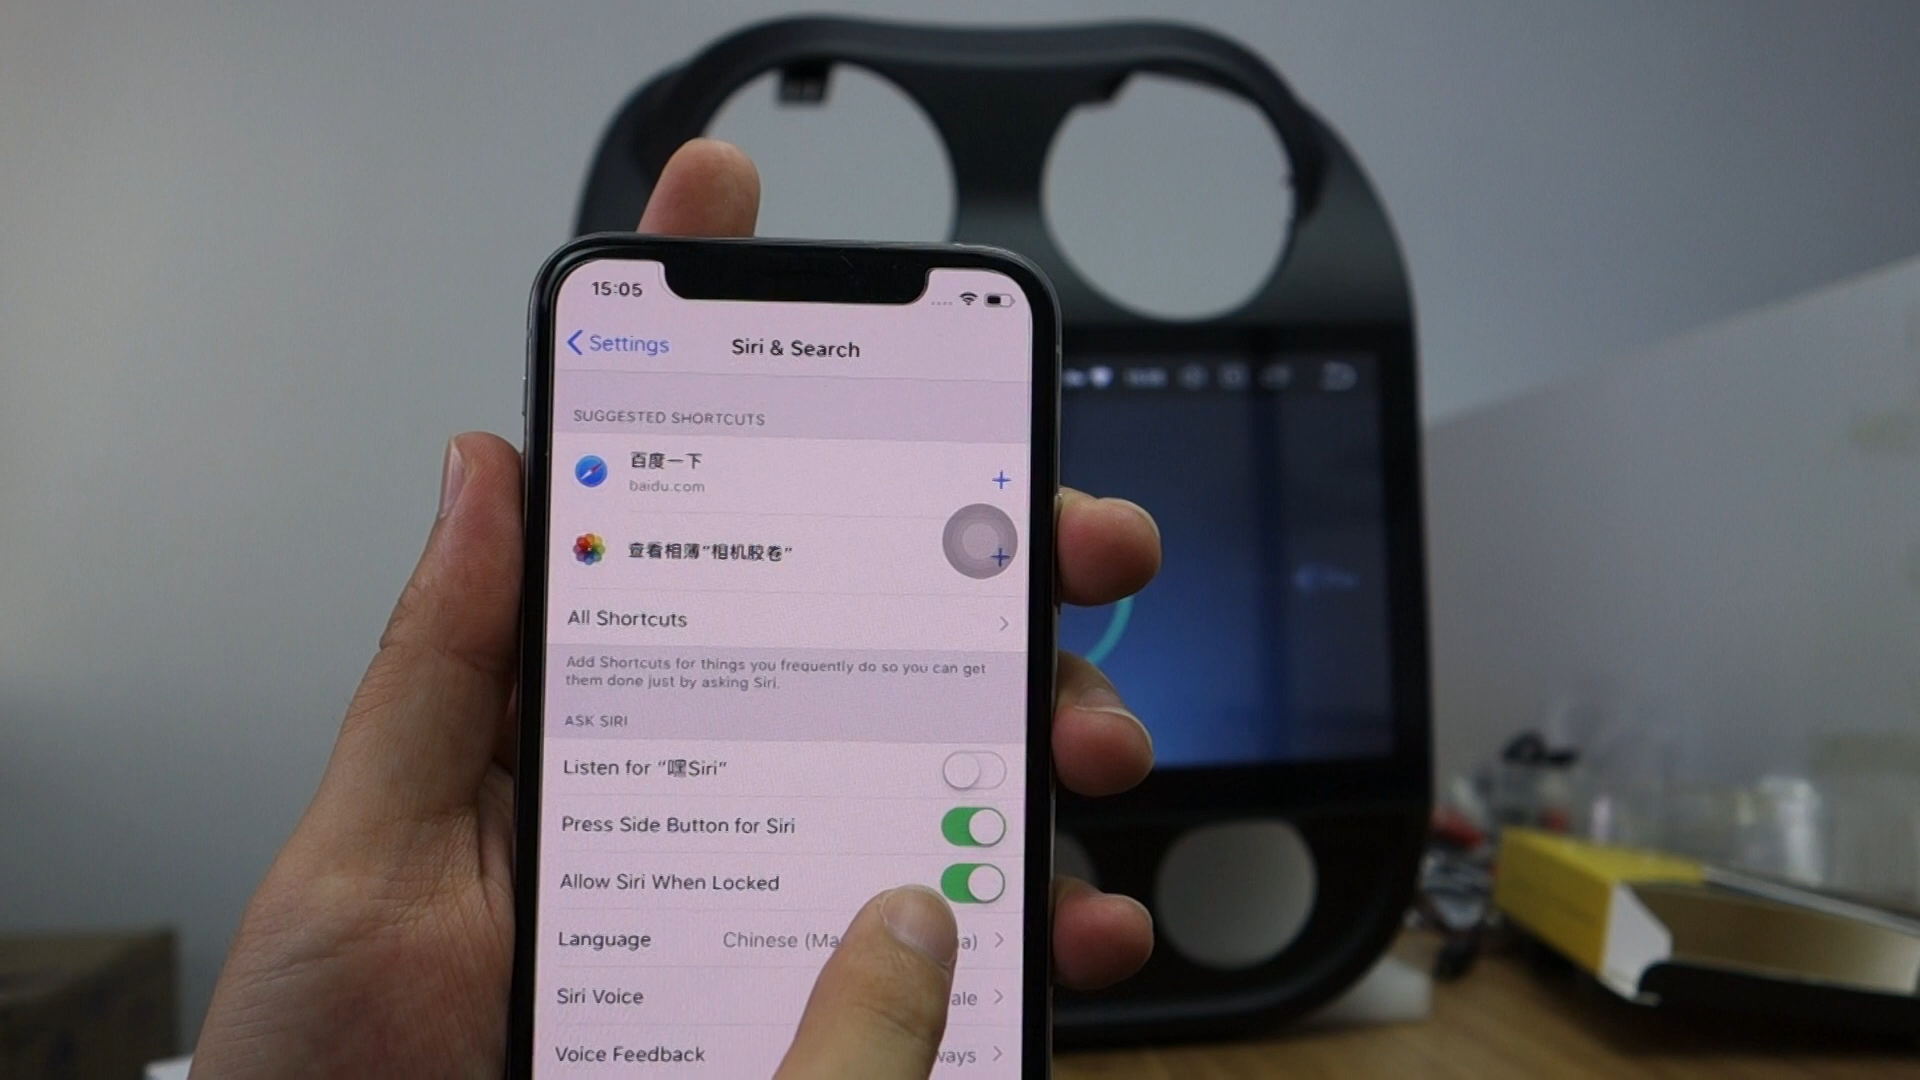 15:05
Settings
Siri & Search
SUGGESTED SHORTCUTS
百度一下
baidu.com
查看相簿"相机胶卷"
All Shortcuts
Add Shortcuts for things you frequently do so you can get
them done just by asking Siri.
ASK SIRI
Listen for "嘿Siri"
Press Side Button for Siri
Allow Siri When Locked
Language Chinese
Siri Voice
Voice Feedback